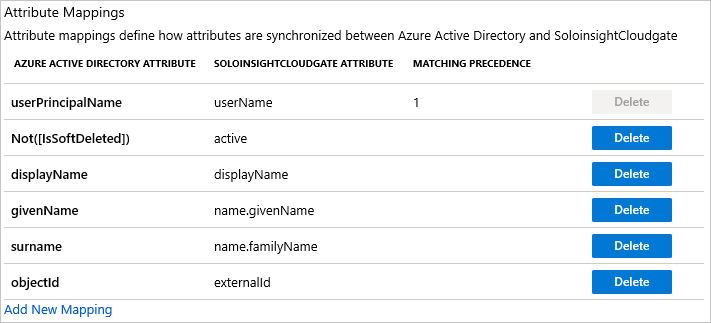 Attribute Mappings
Attribute mappings define how attributes are synchronized between Azure Active Directory and SoloinsightCloudgate
AZURE ACTIVE DIRECTORY ATTRIBUTE SOLOINSIGHTCLOUDGATE ATTRIBUTE MATCHING PRECEDENCE
userPrincipalName userName 1 Delete
Not([IsSoftDeleted]) active Delete
displayName displayName Delete
givenName name.givenName Delete
surname name.familyName Delete
objectId externalId Delete
Add New Mapping